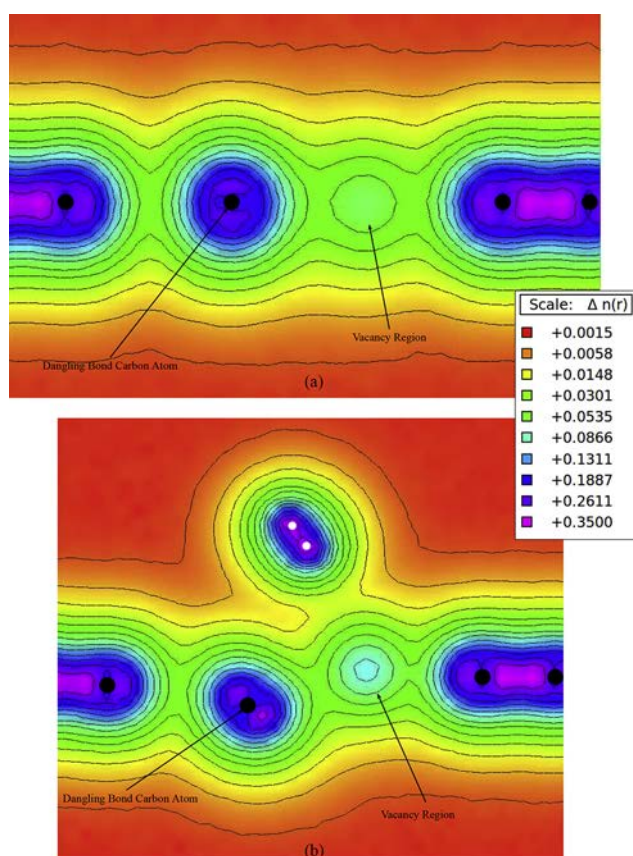 Vacancy Region
Dangling Bond Carbon Atom
(a)
Scale: Δ n(r)
+0.0015
+0.0058
+0.0148
+0.0301
+0.0535
+0.0866
+0.1311
+0.1887
+0.2611
+0.3500
Dangling Bond Carbon Atom
Vacancy Region
(b)